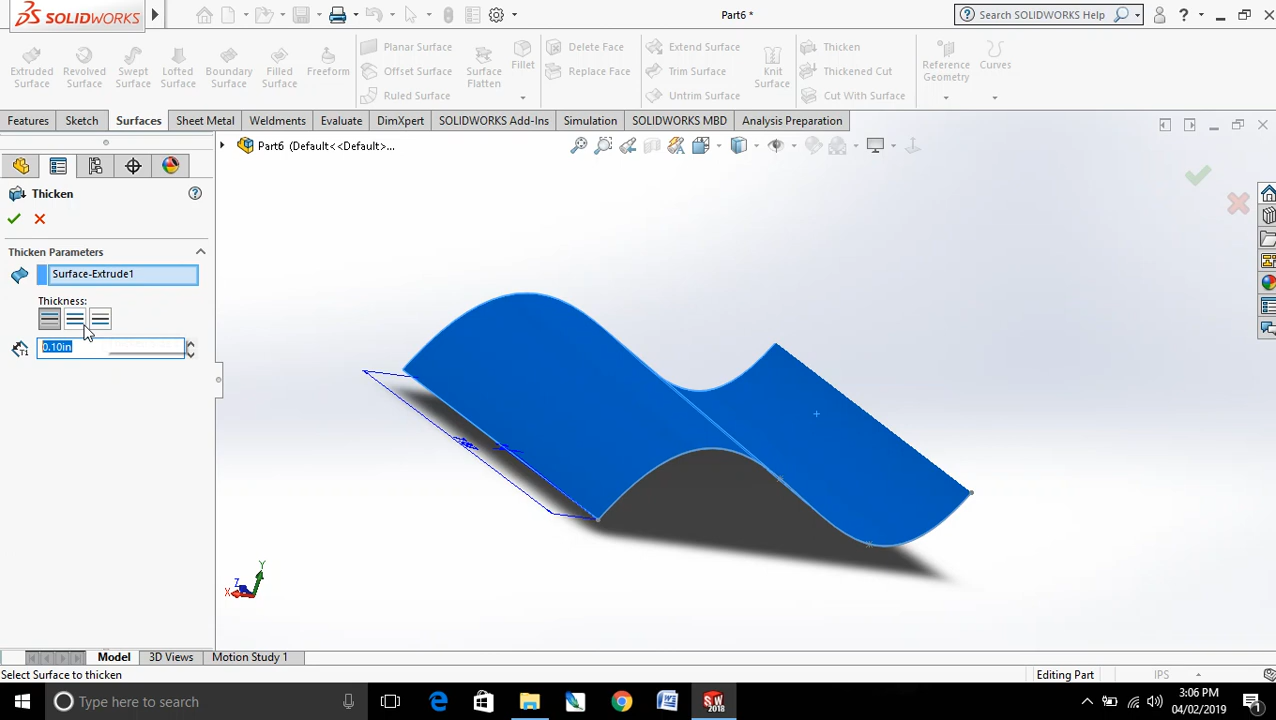 SOLIDWORKS
Part6 *
Search SOLIDWORKS Help
?
Extruded Surface
Revolved Surface
Swept Surface
Lofted Surface
Boundary Surface
Filled Surface
Freeform
Planar Surface
Offset Surface
Ruled Surface
Surface Flatten
Fillet
Delete Face
Replace Face
Extend Surface
Trim Surface
Untrim Surface
Knit Surface
Thicken
Thickened Cut
Cut With Surface
Reference Geometry
Curves
Features
Sketch
Surfaces
Sheet Metal
Weldments
Evaluate
DimXpert
SOLIDWORKS Add-Ins
Simulation
SOLIDWORKS MBD
Analysis Preparation
Part6 (Default<<Default>...
Thicken
?
Thicken Parameters
Surface-Extrude1
Thickness:
T1
0.10in
Y
Z
X
Model
3D Views
Motion Study 1
Select Surface to thicken
Editing Part
IPS
Type here to search
SW
2018
3:06 PM
04/02/2019
1